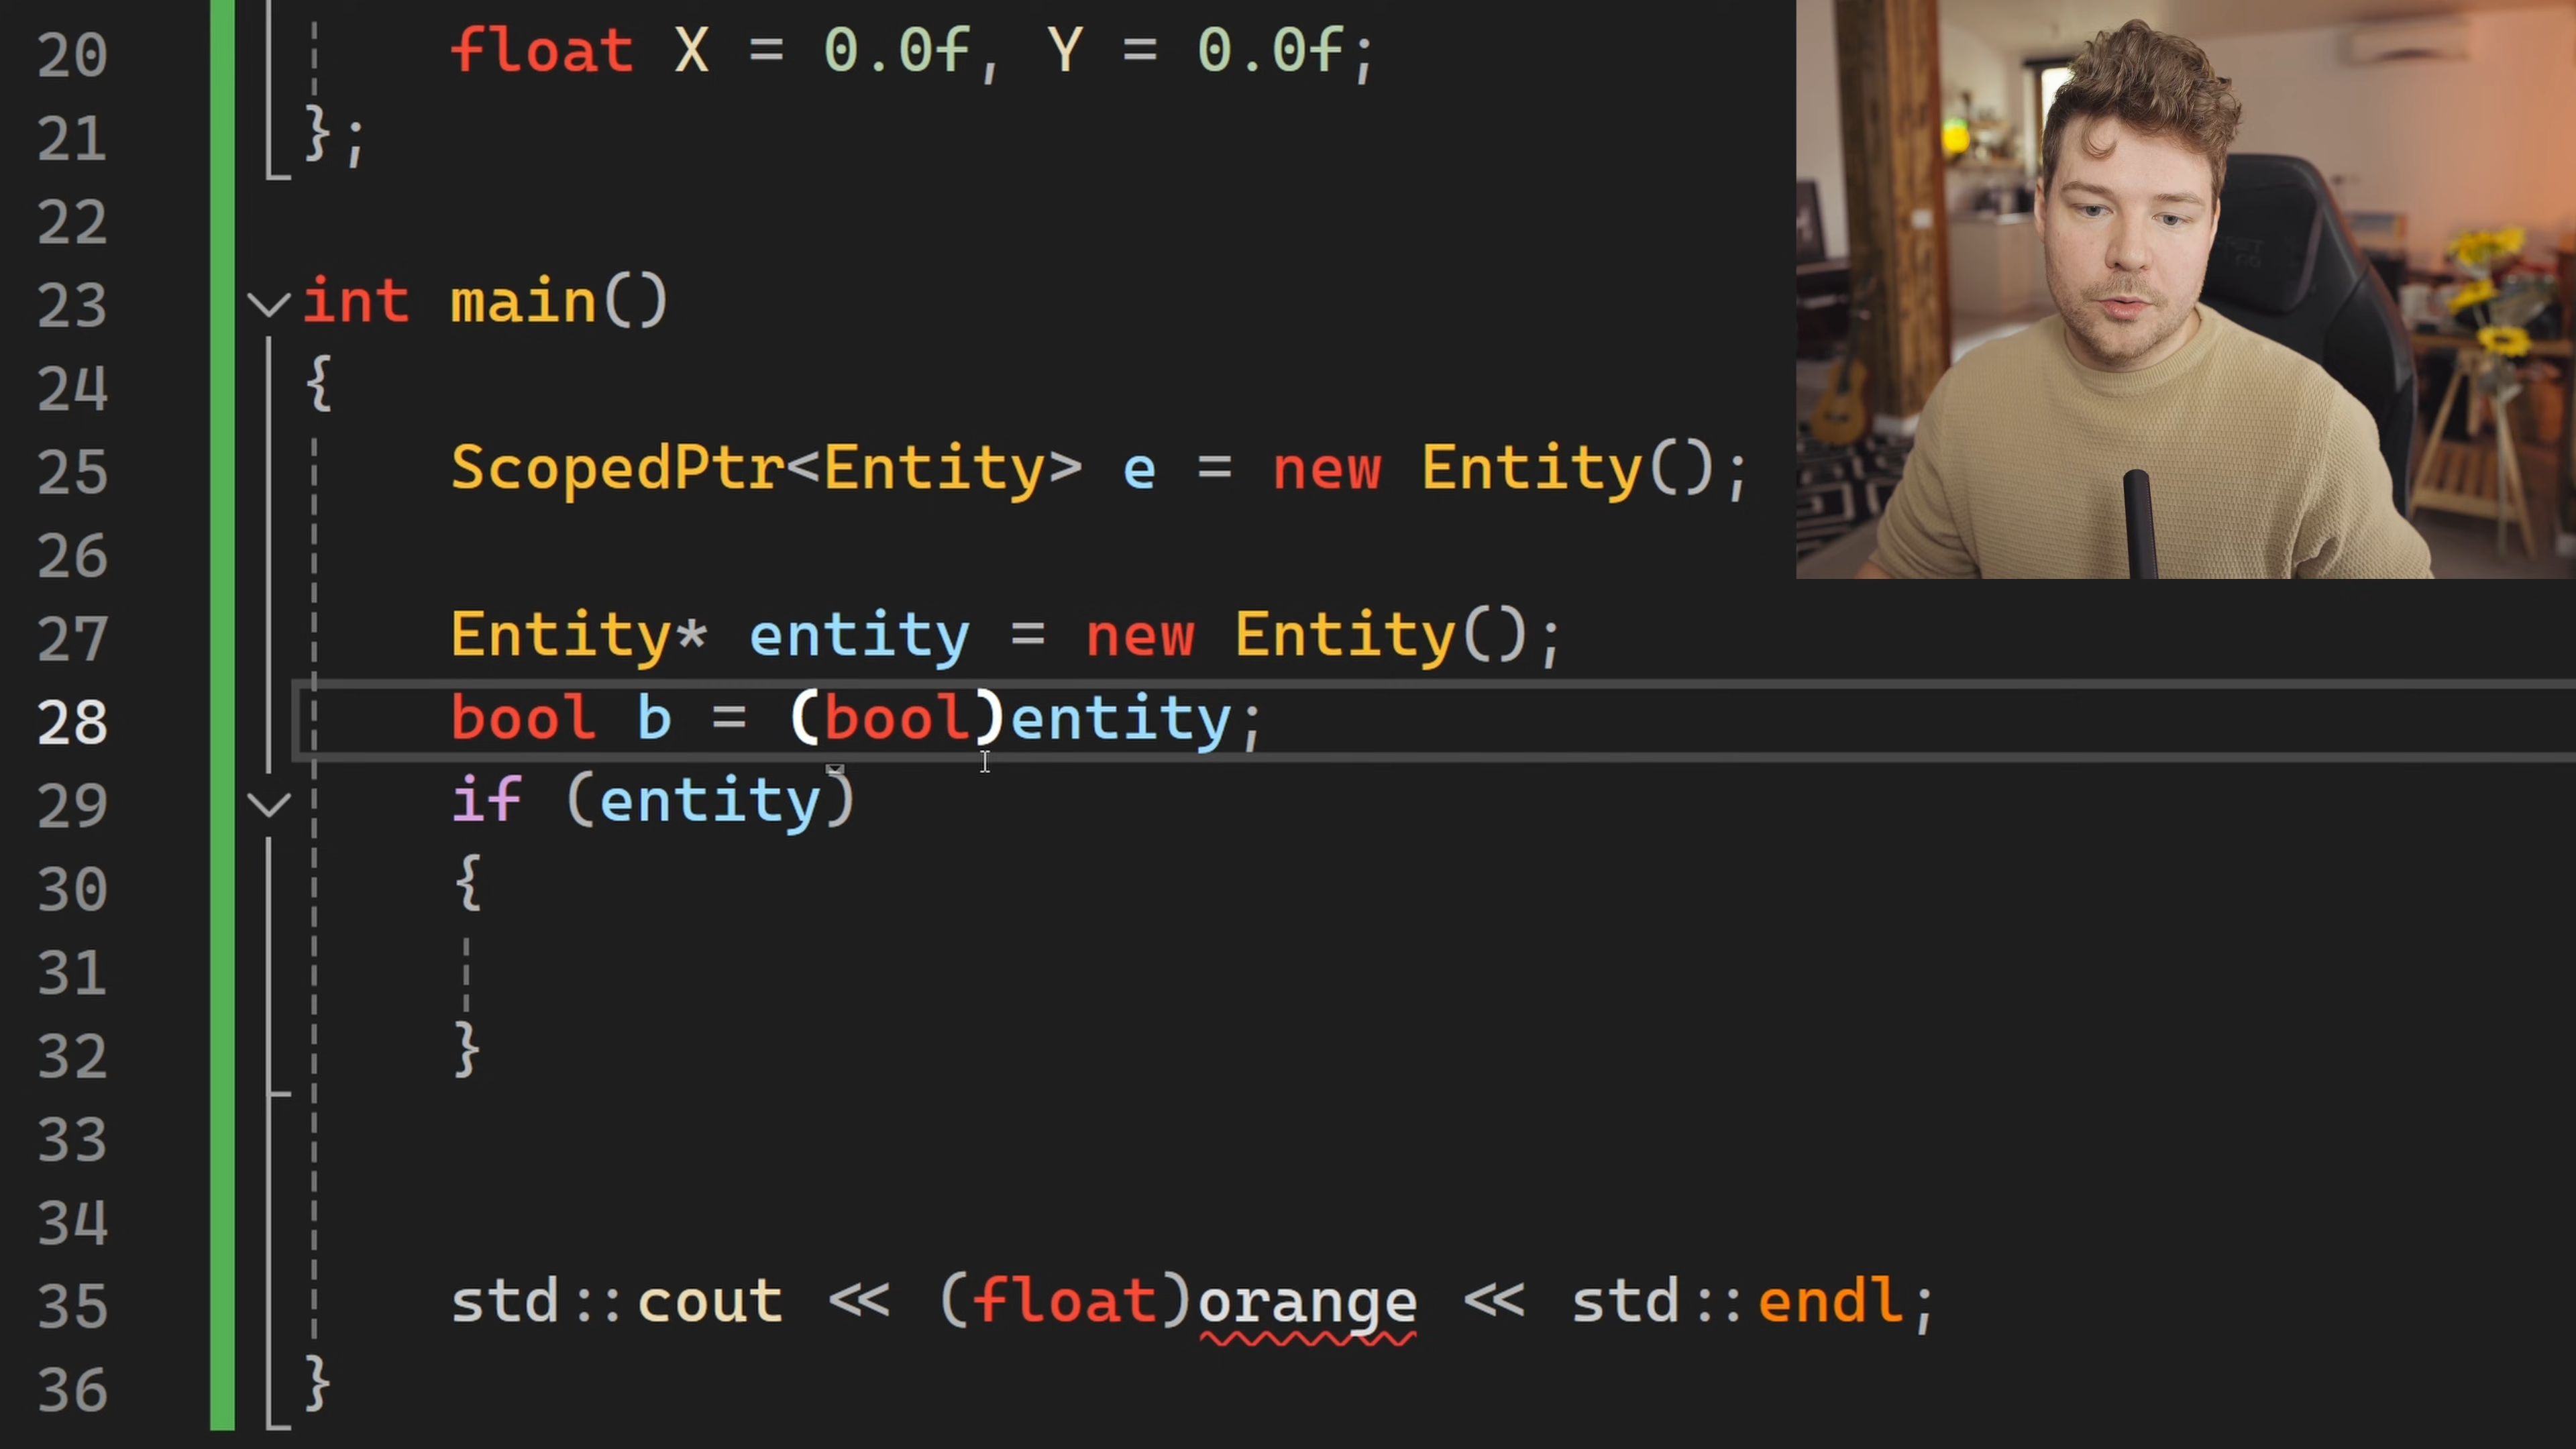 20 float X = 0.0f, Y = 0.0f;
21 };
22
23 int main()
24 {
25 ScopedPtr<Entity> e = new Entity();
26
27 Entity* entity = new Entity();
28 bool b = (bool)entity;
29 if (entity)
30 {
31
32 }
33
34
35 std::cout << (float)orange << std::endl;
36 }